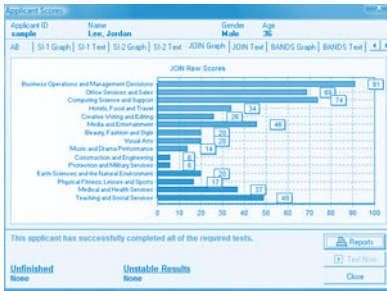 Applicant Scores
Applicant ID Name Gender Age
sample Lee, Jordan Male 35
AB SI-1 Graph SI-1 Text SI-2 Graph SI-2 Text JOIN Graph JOIN Text BANDS Graph BANDS Text
JOIN Raw Scores
Business Operations and Management Decisions 91
Office Services and Sales 69
Computing Science and Support 74
Hotels, Food and Travel 34
Creative Writing and Editing 26
Media and Entertainment 46
Beauty, Fashion and Style 20
Visual Arts 20
Music and Drama Performance 14
Construction and Engineering 6
Protection and Military Services 6
Earth Sciences and the Natural Environment 20
Physical Fitness, Leisure and Sports 17
Medical and Health Services 37
Teaching and Social Services 49
0 10 20 30 40 50 60 70 80 90 100
This applicant has successfully completed all of the required tests.
Reports
Test Now
Unfinished Unstable Results
None None
Close